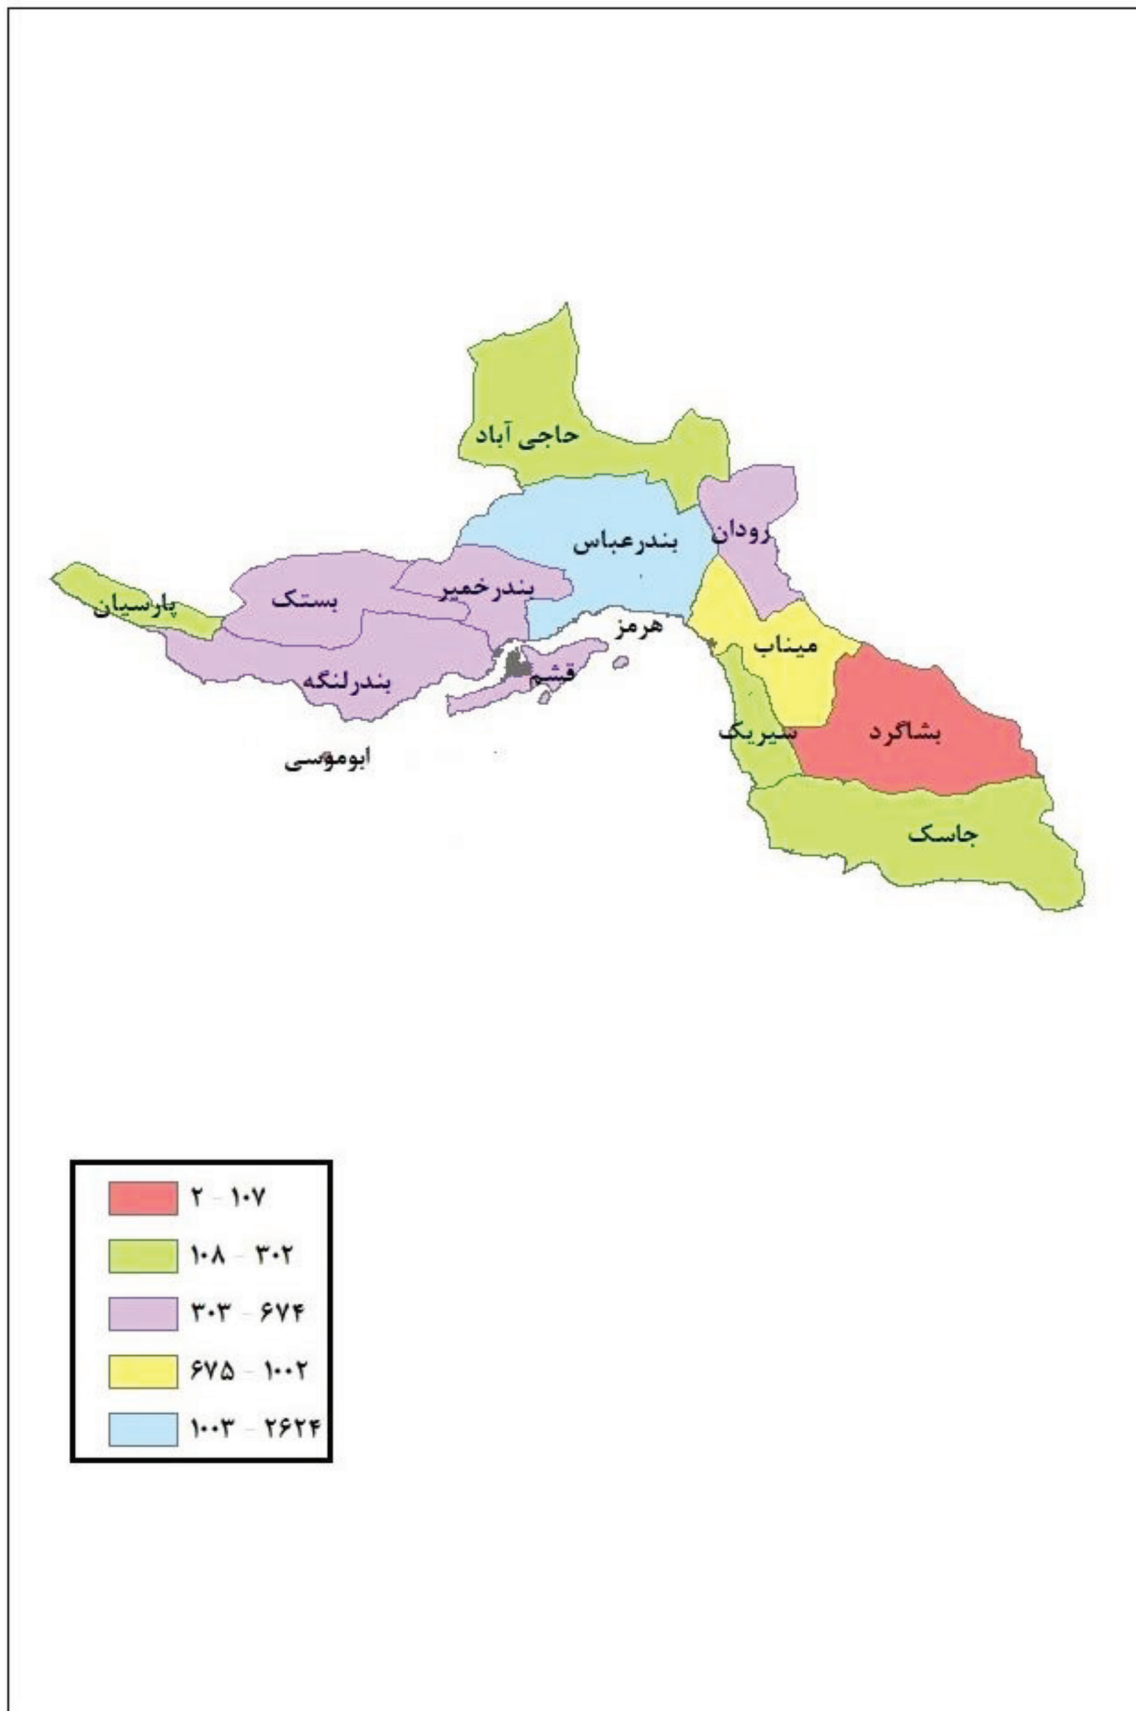 حاجی آباد
رودان
بندرعباس
بندرخمیر
بستک
پارسیان
هرمز
میناب
قشم
بندرلنگه
سیریک
بشاگرد
ابوموسی
جاسک
۲ - ۱۰۷
۱۰۸ - ۳۰۲
۳۰۳ - ۶۷۴
۶۷۵ - ۱۰۰۲
۱۰۰۳ - ۲۶۲۴